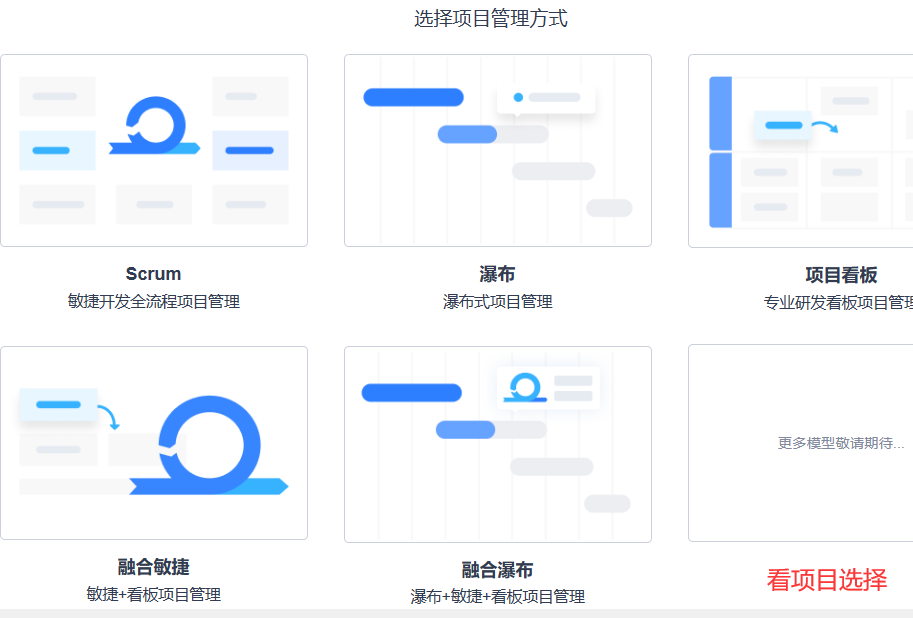 选择项目管理方式
Scrum
敏捷开发全流程项目管理
瀑布
瀑布式项目管理
项目看板
专业研发看板项目管理
融合敏捷
敏捷+看板项目管理
融合瀑布
瀑布+敏捷+看板项目管理
更多模型敬请期待...
看项目选择